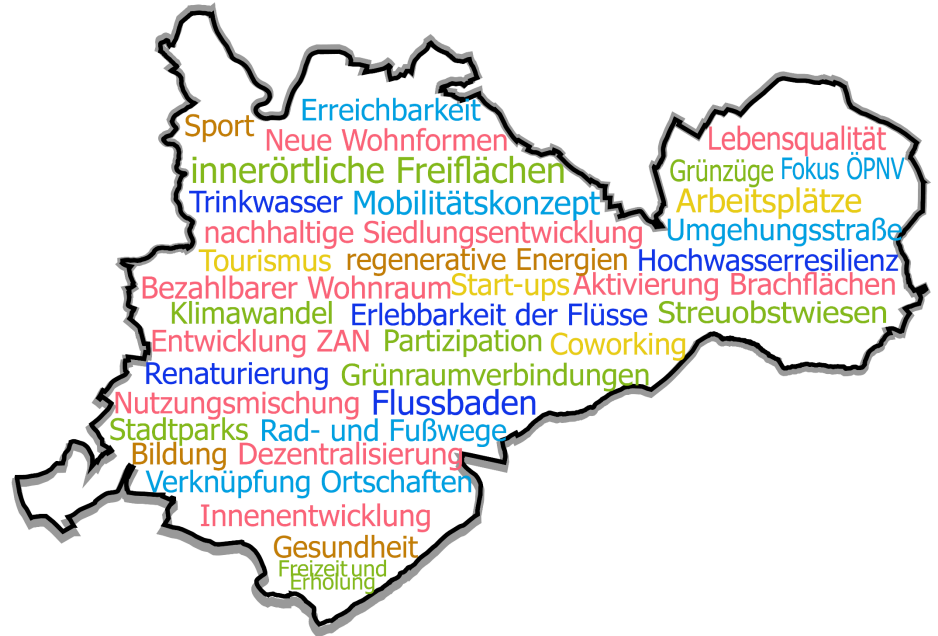 Erreichbarkeit
Sport
Neue Wohnformen
Lebensqualität
innerörtliche Freiflächen
Grünzüge Fokus ÖPNV
Trinkwasser Mobilitätskonzept Arbeitsplätze
nachhaltige Siedlungsentwicklung Umgehungsstraße
Tourismus regenerative Energien Hochwasserresilienz
Bezahlbarer Wohnraum Start-ups Aktivierung Brachflächen
Klimawandel Erlebbarkeit der Flüsse Streuobstwiesen
Entwicklung ZAN Partizipation Coworking
Renaturierung Grünraumverbindungen
Nutzungsmischung Flussbaden
Stadtparks Rad- und Fußwege
Bildung Dezentralisierung
Verknüpfung Ortschaften
Innenentwicklung
Gesundheit
Freizeit und
Erholung